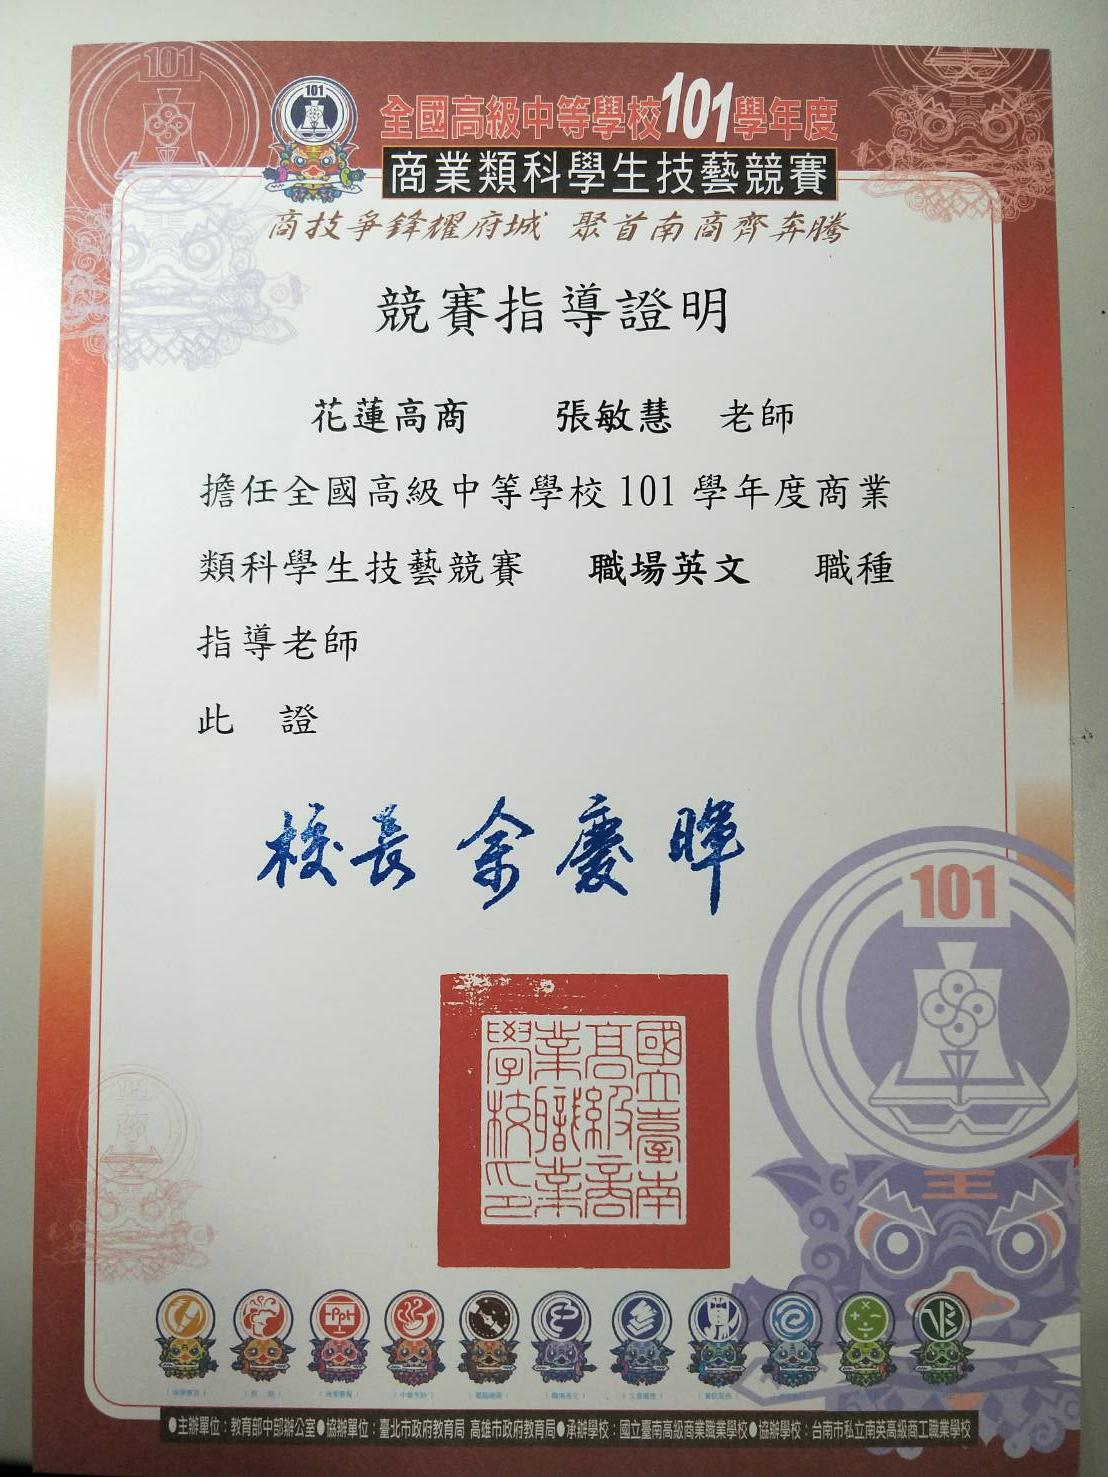 101
全國高級中等學校101學年度
商業類科學生技藝競賽
商技爭鋒耀府城 聚首南商齊奔騰
競賽指導證明
花蓮高商 張敏慧 老師
擔任全國高級中等學校 101 學年度商業
類科學生技藝競賽 職場英文 職種
指導老師
此 證
校長 余慶暉
101
王
國立臺南
高級商
業職業
學校印
●主辦單位：教育部中部辦公室●協辦單位：臺北市政府教育局 高雄市政府教育局●承辦學校：國立臺南高級商業職業學校●協辦學校：台南市私立南英高級商工職業學校